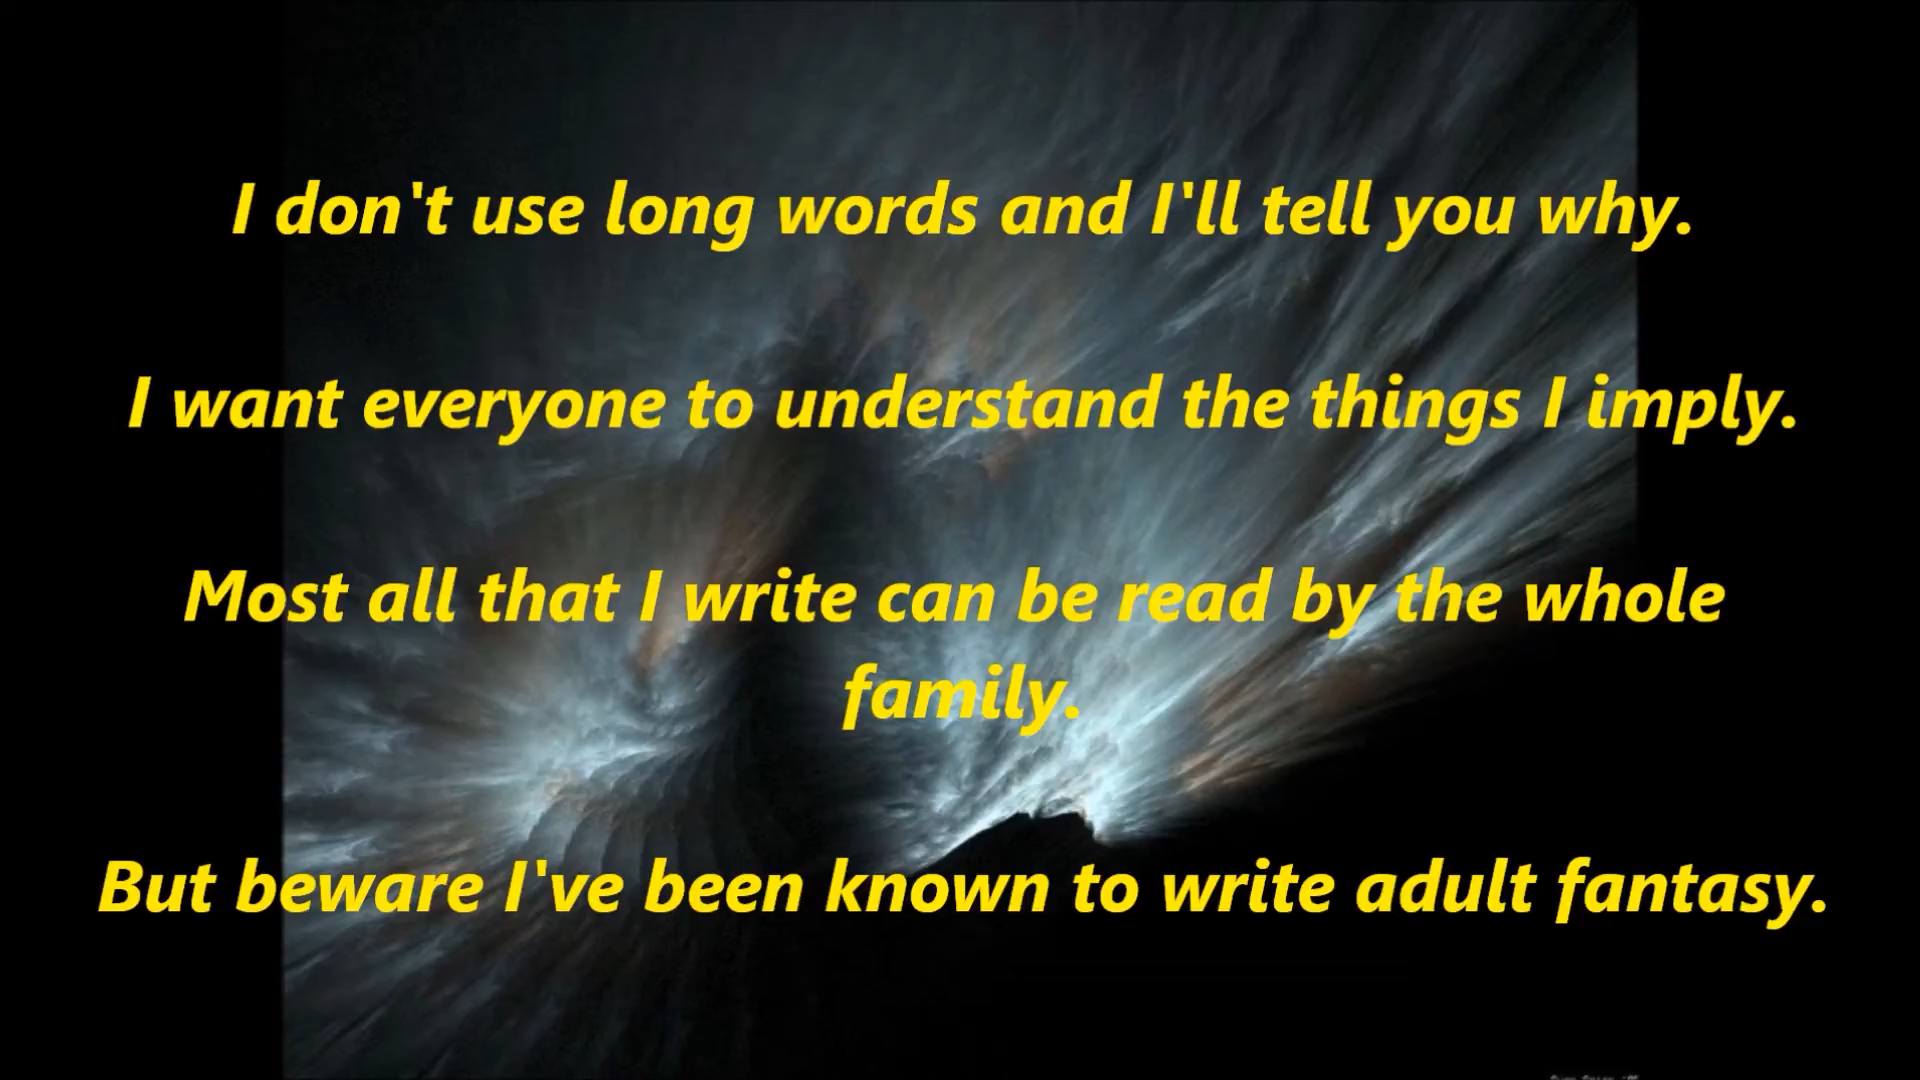 I don't use long words and I'll tell you why.
I want everyone to understand the things I imply.
Most all that I write can be read by the whole
family.
But beware I've been known to write adult fantasy.